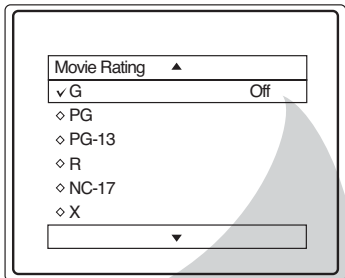 Movie Rating ▲
✓ G Off
◇ PG
◇ PG-13
◇ R
◇ NC-17
◇ X
▼